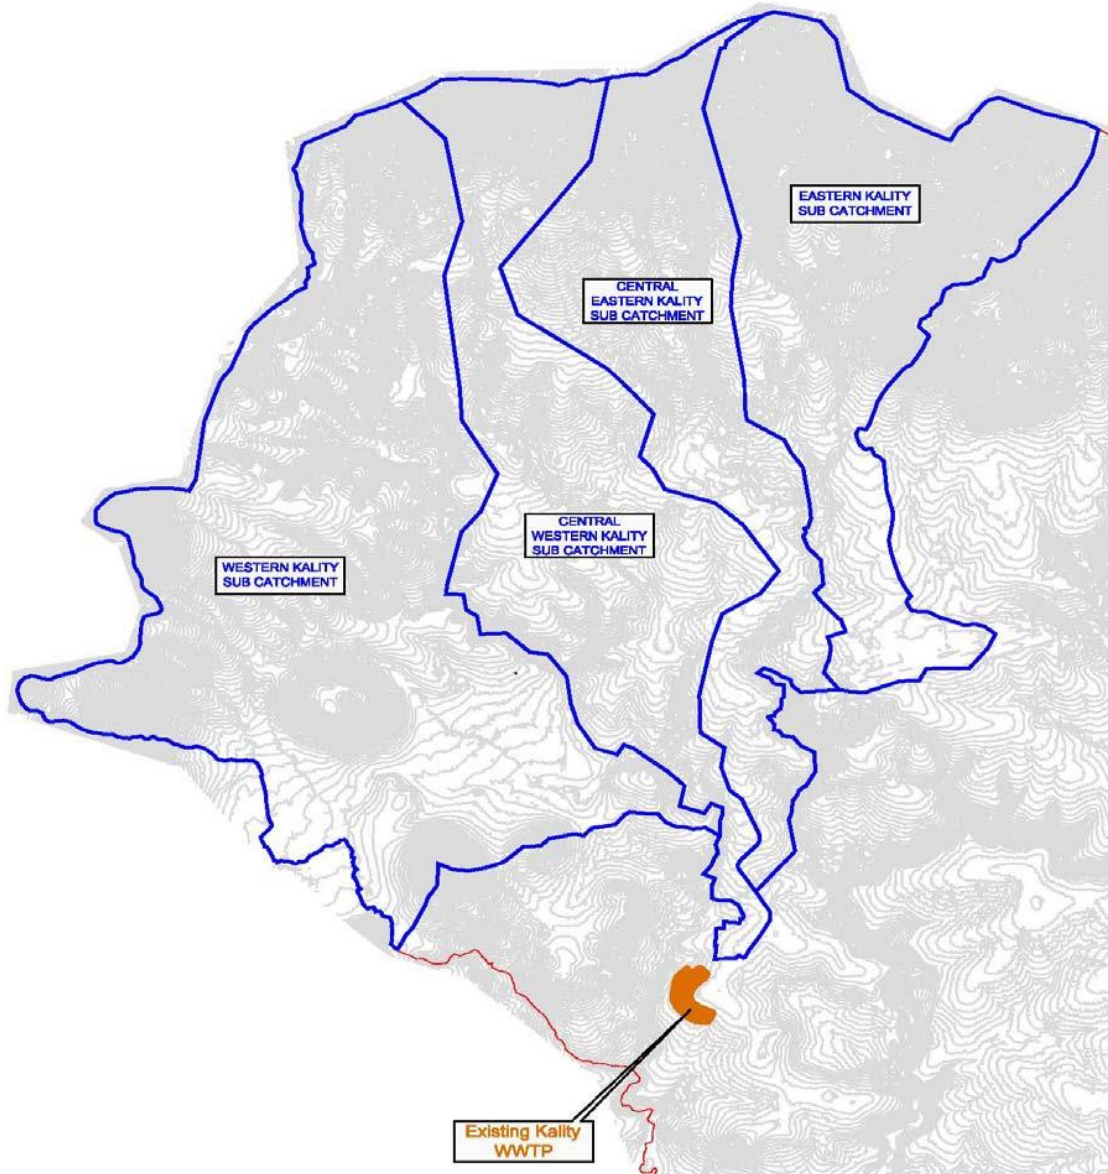 EASTERN KALITY
SUB CATCHMENT
CENTRAL
EASTERN KALITY
SUB CATCHMENT
CENTRAL
WESTERN KALITY
SUB CATCHMENT
WESTERN KALITY
SUB CATCHMENT
Existing Kality
WWTP